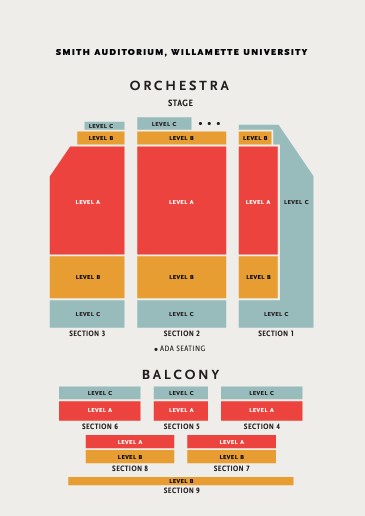 SMITH AUDITORIUM, WILLAMETTE UNIVERSITY
ORCHESTRA
STAGE
LEVEL C
LEVEL C
• • •
LEVEL B
LEVEL B
LEVEL B
LEVEL A
LEVEL A
LEVEL A
LEVEL C
LEVEL B
LEVEL B
LEVEL B
LEVEL C
LEVEL C
LEVEL C
SECTION 3
SECTION 2
SECTION 1
• ADA SEATING
BALCONY
LEVEL C
LEVEL C
LEVEL C
LEVEL A
LEVEL A
LEVEL A
SECTION 6
SECTION 5
SECTION 4
LEVEL A
LEVEL A
LEVEL B
LEVEL B
SECTION 8
SECTION 7
LEVEL B
SECTION 9